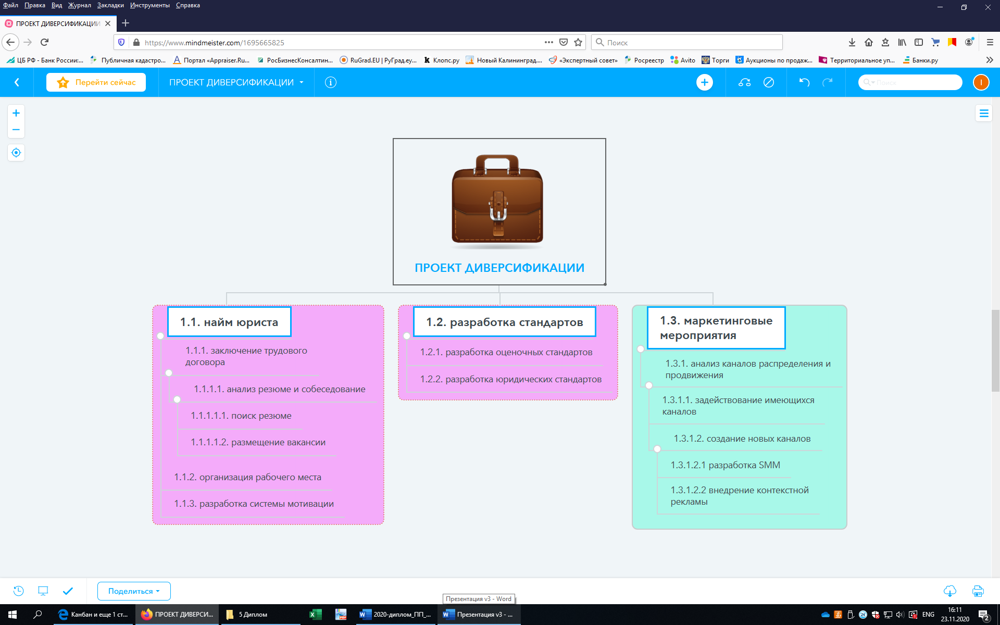 Файл Правка Вид Журнал Закладки Инструменты Справка
ПРОЕКТ ДИВЕРСИФИКАЦИИ
https://www.mindmeister.com/1695665825
Поиск
ЦБ РФ - Банк России:...
Публичная кадастро...
Портал «Appraiser.Ru...
РосБизнесКонсалтин...
RuGrad.EU | РуГрад.еу...
Клопс.ру
Новый Калининград....
«Экспертный совет»
Росреестр
Avito
Торги
Аукционы по продаж...
Территориальное уп...
Банки.ру
Перейти сейчас
ПРОЕКТ ДИВЕРСИФИКАЦИИ
Поиск
I
ПРОЕКТ ДИВЕРСИФИКАЦИИ
1.1. найм юриста
1.1.1. заключение трудового
договора
1.1.1.1. анализ резюме и собеседование
1.1.1.1.1. поиск резюме
1.1.1.1.2. размещение вакансии
1.1.2. организация рабочего места
1.1.3. разработка системы мотивации
1.2. разработка стандартов
1.2.1. разработка оценочных стандартов
1.2.2. разработка юридических стандартов
1.3. маркетинговые
мероприятия
1.3.1. анализ каналов распределения и
продвижения
1.3.1.1. задействование имеющихся
каналов
1.3.1.2. создание новых каналов
1.3.1.2.1 разработка SMM
1.3.1.2.2 внедрение контекстной
рекламы
Поделиться
Презентация v3 - Word
Канбан и еще 1 ст...
ПРОЕКТ ДИВЕРСИ...
5 Диплом
2020-диплом_ПП_...
Презентация v3 - ...
24
ENG
16:11
23.11.2020
2